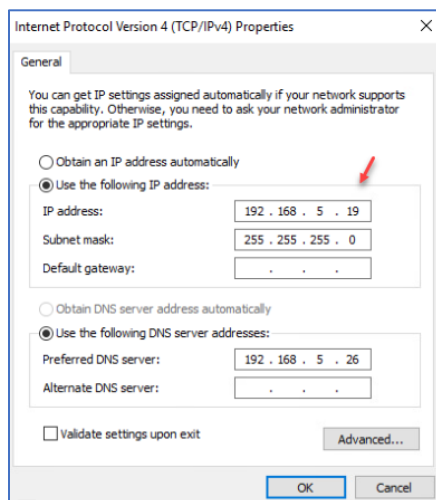 Internet Protocol Version 4 (TCP/IPv4) Properties
General
You can get IP settings assigned automatically if your network supports
this capability. Otherwise, you need to ask your network administrator
for the appropriate IP settings.
Obtain an IP address automatically
Use the following IP address:
IP address: 192 . 168 . 5 . 19
Subnet mask: 255 . 255 . 255 . 0
Default gateway: . . .
Obtain DNS server address automatically
Use the following DNS server addresses:
Preferred DNS server: 192 . 168 . 5 . 26
Alternate DNS server: . . .
Validate settings upon exit
Advanced...
OK Cancel